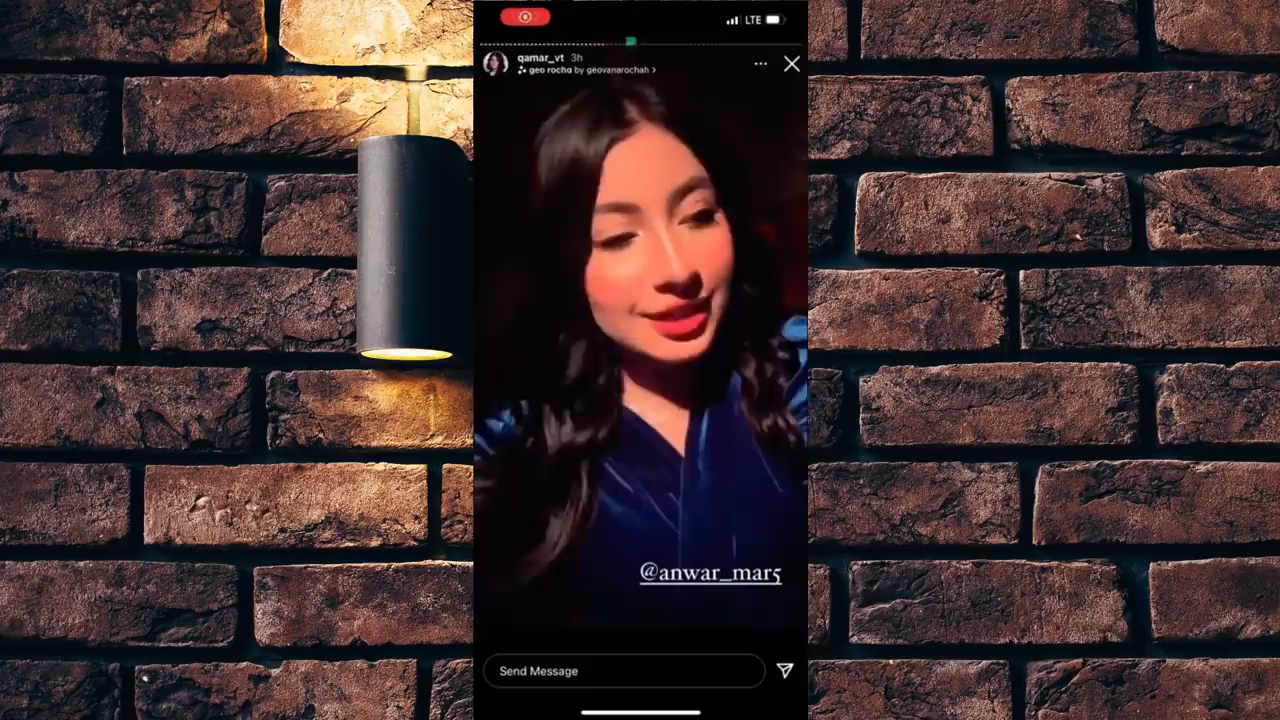 LTE
qamar_vt 3h
geo rocha by geovanarochah >
@anwar_mar5
Send Message